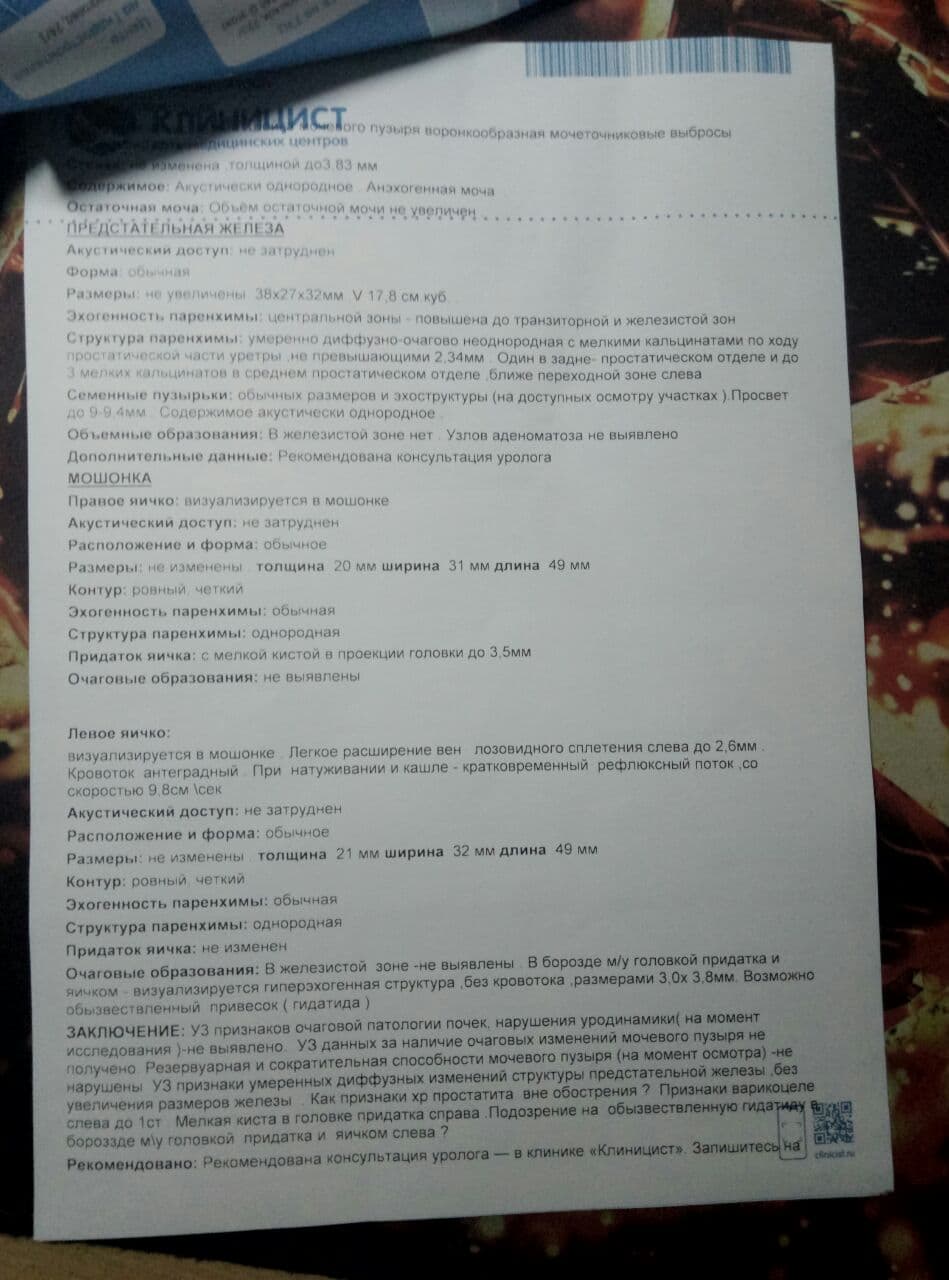 КЛИНИЦИСТ
мочевого пузыря воронкообразная мочеточниковые выбросы
медицинских центров
не изменена толщиной до3,83 мм
Содержимое: Акустически однородное . Анэхогенная моча
Остаточная моча: Объем остаточной мочи не увеличен
ПРЕДСТАТЕЛЬНАЯ ЖЕЛЕЗА
Акустический доступ: не затруднен
Форма: обычная
Размеры: не увеличены 38х27х32мм V 17,8 см.куб.
Эхогенность паренхимы: центральной зоны - повышена до транзиторной и железистой зон
Структура паренхимы: умеренно диффузно-очагово неоднородная с мелкими кальцинатами по ходу
простатической части уретры ,не превышающими 2,34мм . Один в задне- простатическом отделе и до
3 мелких кальцинатов в среднем простатическом отделе ,ближе переходной зоне слева
Семенные пузырьки: обычных размеров и эхоструктуры (на доступных осмотру участках ).Просвет
до 9-9,4мм . Содержимое акустически однородное .
Объемные образования: В железистой зоне нет . Узлов аденоматоза не выявлено
Дополнительные данные: Рекомендована консультация уролога
МОШОНКА
Правое яичко: визуализируется в мошонке
Акустический доступ: не затруднен
Расположение и форма: обычное
Размеры: не изменены . толщина 20 мм ширина 31 мм длина 49 мм
Контур: ровный, четкий
Эхогенность паренхимы: обычная
Структура паренхимы: однородная
Придаток яичка: с мелкой кистой в проекции головки до 3,5мм
Очаговые образования: не выявлены
Левое яичко:
визуализируется в мошонке . Легкое расширение вен лозовидного сплетения слева до 2,6мм .
Кровоток антеградный . При натуживании и кашле - кратковременный рефлюксный поток ,со
скоростью 9,8см \сек
Акустический доступ: не затруднен
Расположение и форма: обычное
Размеры: не изменены . толщина 21 мм ширина 32 мм длина 49 мм
Контур: ровный, четкий
Эхогенность паренхимы: обычная
Структура паренхимы: однородная
Придаток яичка: не изменен
Очаговые образования: В железистой зоне -не выявлены . В борозде м/у головкой придатка и
яичком - визуализируется гиперэхогенная структура ,без кровотока ,размерами 3,0х 3,8мм. Возможно
обызвествленный привесок ( гидатида )
ЗАКЛЮЧЕНИЕ: УЗ признаков очаговой патологии почек, нарушения уродинамики( на момент
исследования )-не выявлено. УЗ данных за наличие очаговых изменений мочевого пузыря не
получено Резервуарная и сократительная способности мочевого пузыря (на момент осмотра) -не
нарушены УЗ признаки умеренных диффузных изменений структуры предстательной железы ,без
увеличения размеров железы . Как признаки хр простатита вне обострения ? Признаки варикоцеле
слева до 1ст . Мелкая киста в головке придатка справа .Подозрение на обызвествленную гидатиду в
бороззде м\у головкой придатка и яичком слева ?
Рекомендовано: Рекомендована консультация уролога — в клинике «Клиницист». Запишитесь на
clinicist.ru